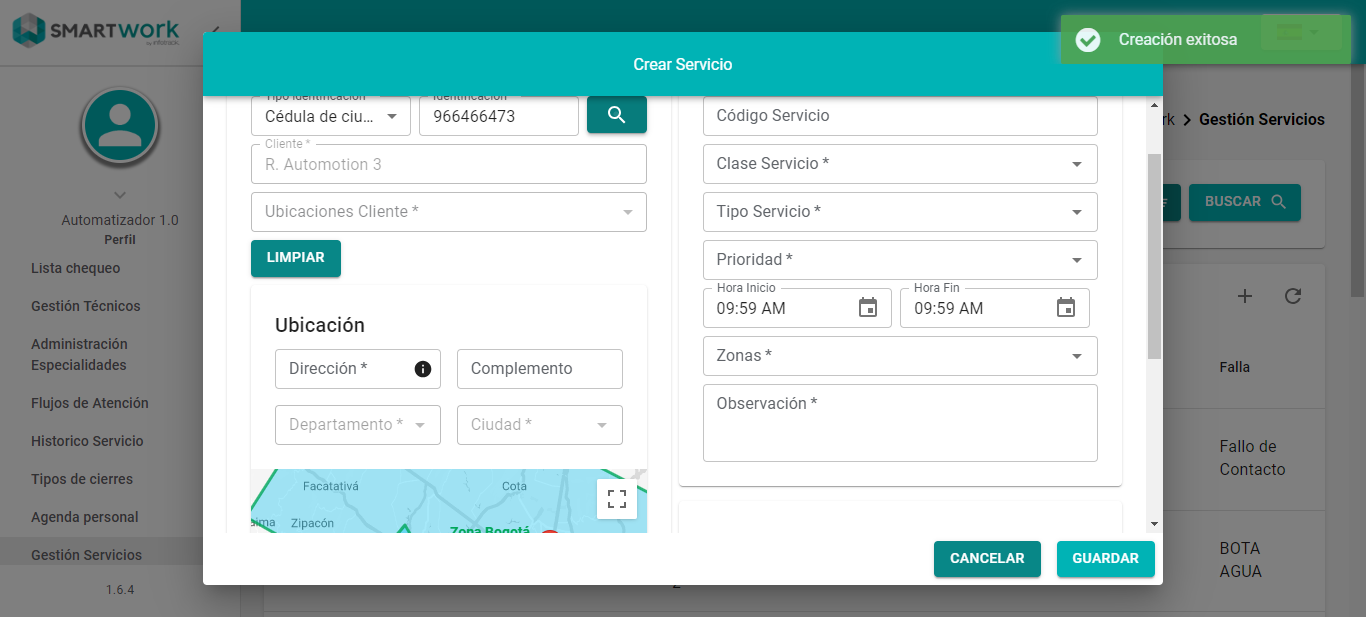 SMARTWORK
by Infotrack
Creación exitosa
Crear Servicio
Automatizador 1.0
Perfil
Lista chequeo
Gestión Técnicos
Administración
Especialidades
Flujos de Atención
Historico Servicio
Tipos de cierres
Agenda personal
Gestión Servicios
1.6.4
Tipo Identificación
Cédula de ciu...
Identificación
966466473
Cliente *
R. Automotion 3
Ubicaciones Cliente *
LIMPIAR
Ubicación
Dirección *
Complemento
Departamento *
Ciudad *
Facatativá
Cota
aima
Zipacón
Zona Bogotá
Código Servicio
Clase Servicio *
Tipo Servicio *
Prioridad *
Hora Inicio
09:59 AM
Hora Fin
09:59 AM
Zonas *
Observación *
CANCELAR
GUARDAR
rk > Gestión Servicios
BUSCAR
Falla
Fallo de
Contacto
BOTA
AGUA